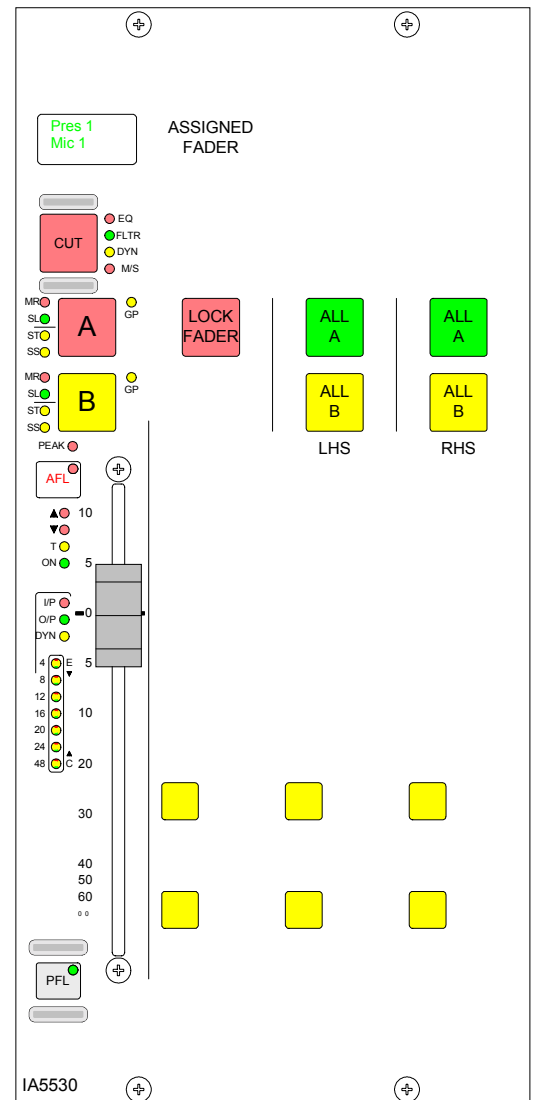 Pres 1
Mic 1
ASSIGNED
FADER
CUT
EQ
FLTR
DYN
M/S
MR
SL
ST
SS
A
GP
LOCK
FADER
ALL
A
ALL
A
MR
SL
ST
SS
B
GP
ALL
B
ALL
B
LHS
RHS
PEAK
AFL
▲
▼
T
ON
10
5
0
5
10
20
30
40
50
60
0 0
I/P
O/P
DYN
4 E
8 ▼
12
16
20
24 ▲
48 C
PFL
IA5530